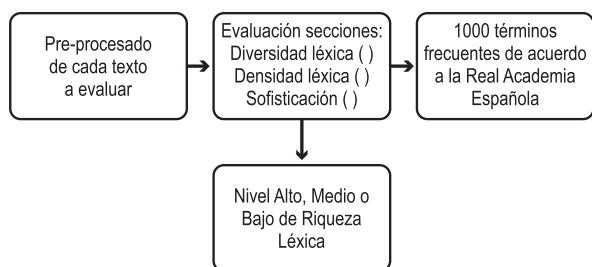 Pre-procesado
de cada texto
a evaluar
Evaluación secciones:
Diversidad léxica ( )
Densidad léxica ( )
Sofisticación ( )
1000 términos
frecuentes de acuerdo
a la Real Academia
Española
Nivel Alto, Medio o
Bajo de Riqueza
Léxica